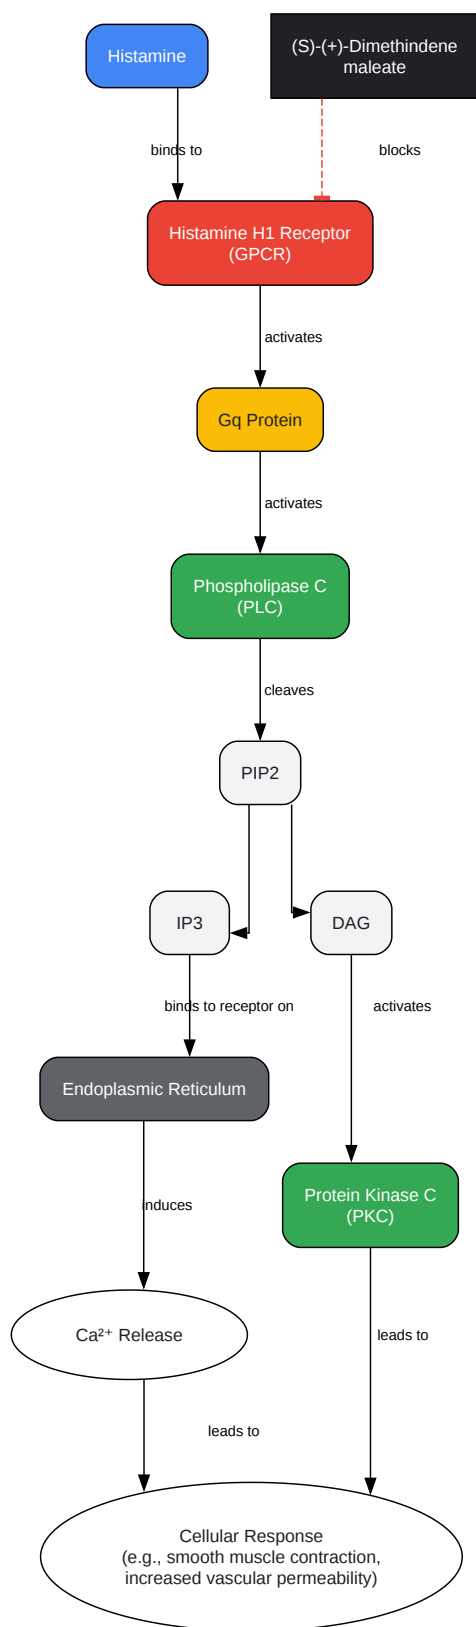 Histamine
(S)-(+)-Dimethindene
maleate
binds to
blocks
Histamine H1 Receptor
(GPCR)
activates
Gq Protein
activates
Phospholipase C
(PLC)
cleaves
PIP2
IP3
DAG
binds to receptor on
activates
Endoplasmic Reticulum
Protein Kinase C
(PKC)
induces
Ca²⁺ Release
leads to
leads to
Cellular Response
(e.g., smooth muscle contraction,
increased vascular permeability)